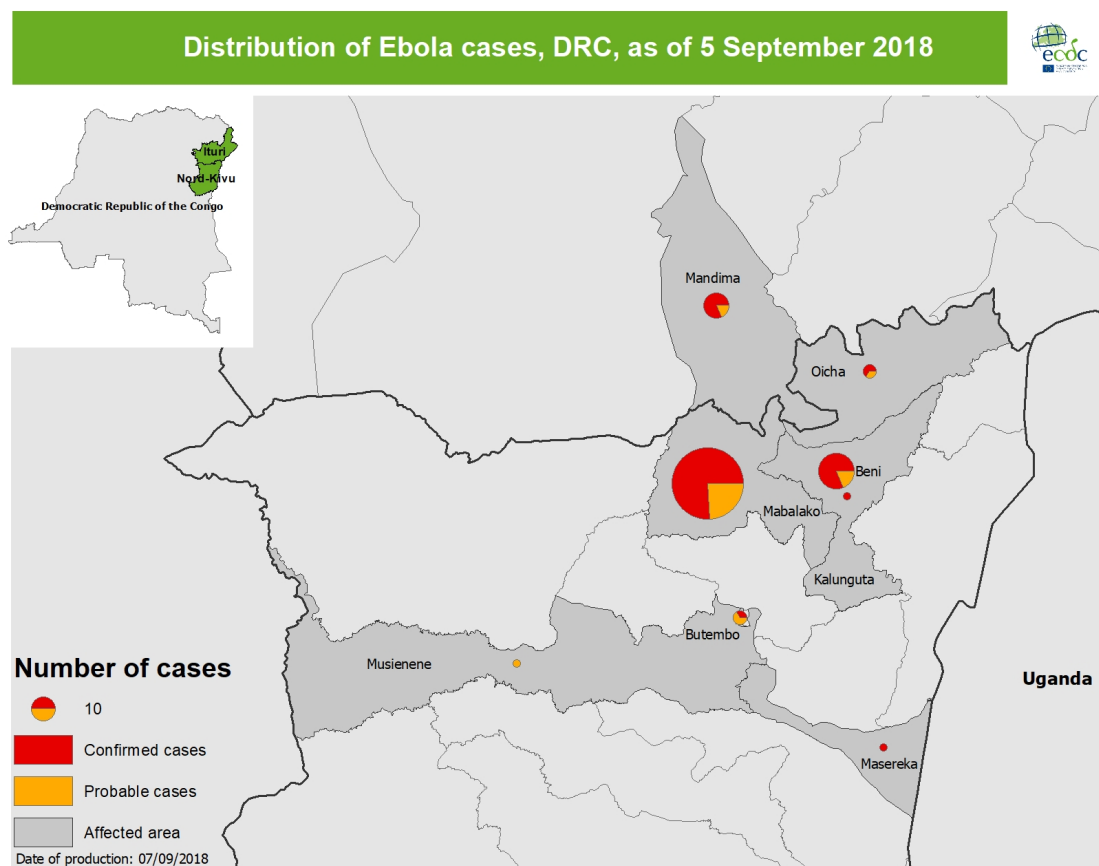 Distribution of Ebola cases, DRC, as of 5 September 2018
ecdc
Ituri
Nord-Kivu
Democratic Republic of the Congo
Mandima
Oicha
Beni
Mabalako
Kalunguta
Butembo
Musienene
Uganda
Masereka
Number of cases
10
Confirmed cases
Probable cases
Affected area
Date of production: 07/09/2018